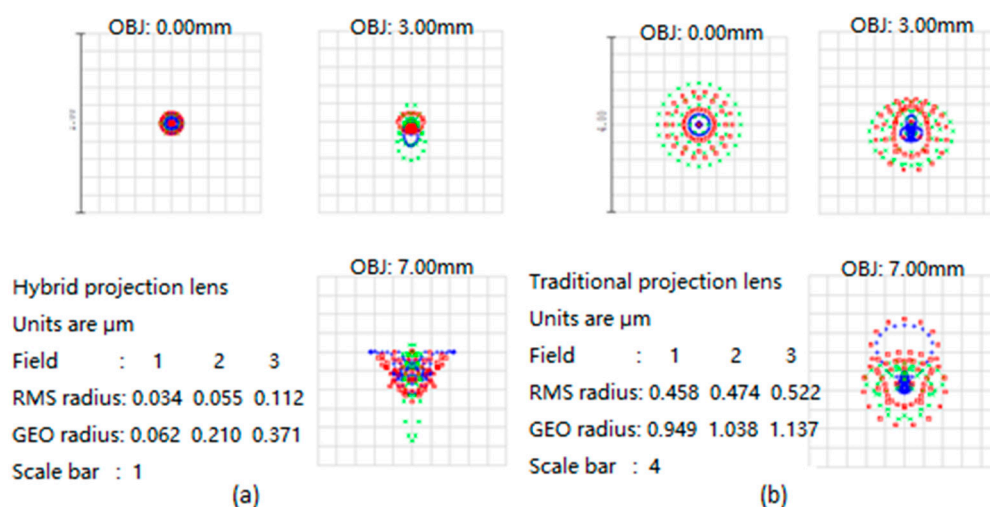 OBJ: 0.00mm
OBJ: 3.00mm
Hybrid projection lens
Units are μm
Field : 1 2 3
RMS radius: 0.034 0.055 0.112
GEO radius: 0.062 0.210 0.371
Scale bar : 1
OBJ: 7.00mm
(a)
OBJ: 0.00mm
OBJ: 3.00mm
4.00
Traditional projection lens
Units are μm
Field : 1 2 3
RMS radius: 0.458 0.474 0.522
GEO radius: 0.949 1.038 1.137
Scale bar : 4
OBJ: 7.00mm
(b)